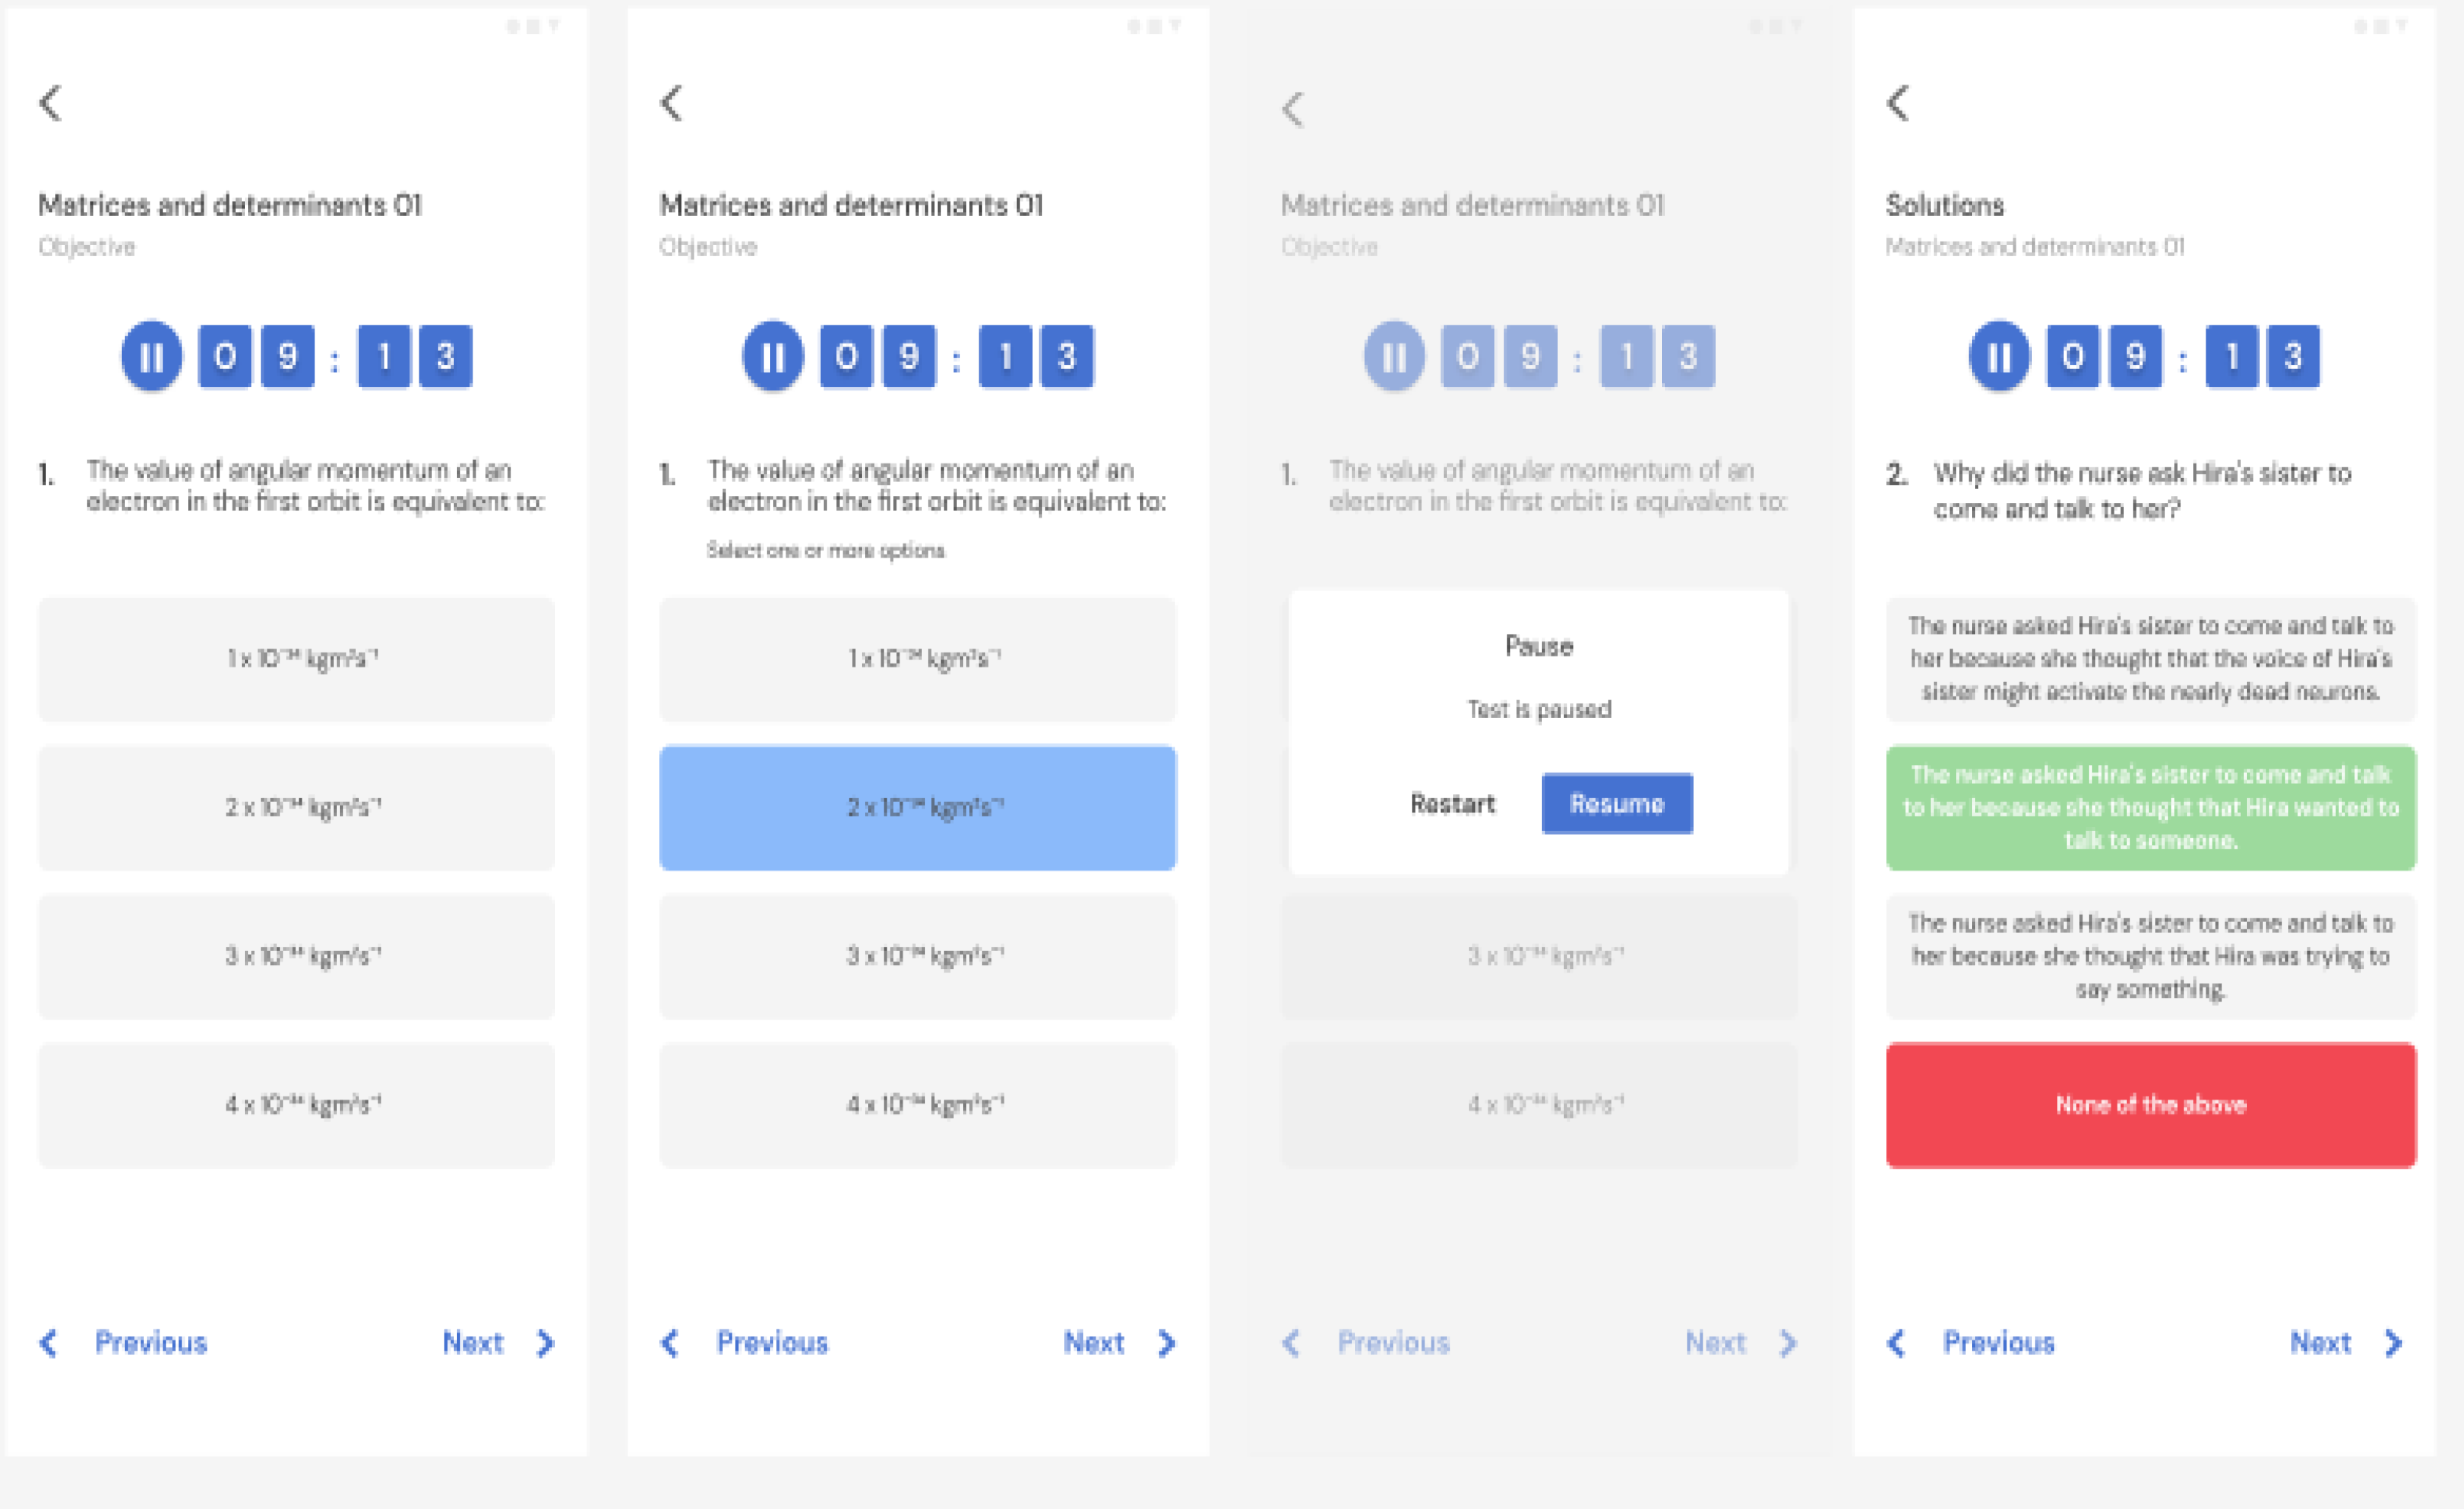 Matrices and determinants 01
Objective
0 9 : 1 3
1. The value of angular momentum of an
electron in the first orbit is equivalent to:
1 x 10⁻³⁴ kgm²s⁻¹
2 x 10⁻³⁴ kgm²s⁻¹
3 x 10⁻³⁴ kgm²s⁻¹
4 x 10⁻³⁴ kgm²s⁻¹
Previous Next
Matrices and determinants 01
Objective
0 9 : 1 3
1. The value of angular momentum of an
electron in the first orbit is equivalent to:
Select one or more options
1 x 10⁻³⁴ kgm²s⁻¹
2 x 10⁻³⁴ kgm²s⁻¹
3 x 10⁻³⁴ kgm²s⁻¹
4 x 10⁻³⁴ kgm²s⁻¹
Previous Next
Matrices and determinants 01
Objective
0 9 : 1 3
1. The value of angular momentum of an
electron in the first orbit is equivalent to:
Pause
Test is paused
Restart Resume
3 x 10⁻³⁴ kgm²s⁻¹
4 x 10⁻³⁴ kgm²s⁻¹
Previous Next
Solutions
Matrices and determinants 01
0 9 : 1 3
2. Why did the nurse ask Hira's sister to
come and talk to her?
The nurse asked Hira's sister to come and talk to
her because she thought that the voice of Hira's
sister might activate the nearly dead neurons.
The nurse asked Hira's sister to come and talk
to her because she thought that Hira wanted to
talk to someone.
The nurse asked Hira's sister to come and talk to
her because she thought that Hira was trying to
say something.
None of the above
Previous Next